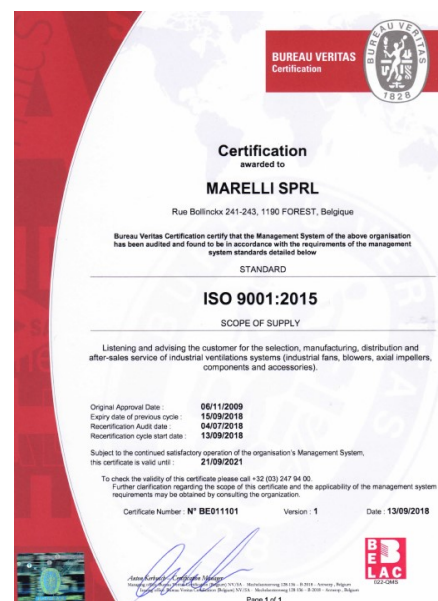 BUREAU VERITAS
Certification
BUREAU VERITAS
1828
Certification
awarded to
MARELLI SPRL
Rue Bollinckx 241-243, 1190 FOREST, Belgique
Bureau Veritas Certification certify that the Management System of the above organisation
has been audited and found to be in accordance with the requirements of the management
system standards detailed below
STANDARD
ISO 9001:2015
SCOPE OF SUPPLY
Listening and advising the customer for the selection, manufacturing, distribution and
after-sales service of industrial ventilations systems (industrial fans, blowers, axial impellers,
components and accessories).
Original Approval Date : 06/11/2009
Expiry date of previous cycle : 15/09/2018
Recertification Audit date : 04/07/2018
Recertification cycle start date : 13/09/2018
Subject to the continued satisfactory operation of the organisation's Management System,
this certificate is valid until : 21/09/2021
To check the validity of this certificate please call +32 (03) 247 94 00.
Further clarification regarding the scope of this certificate and the applicability of the management system
requirements may be obtained by consulting the organization.
Certificate Number : N° BE011101 Version : 1 Date : 13/09/2018
Certification Manager
BELAC
022-QMS
Page 1 of 1